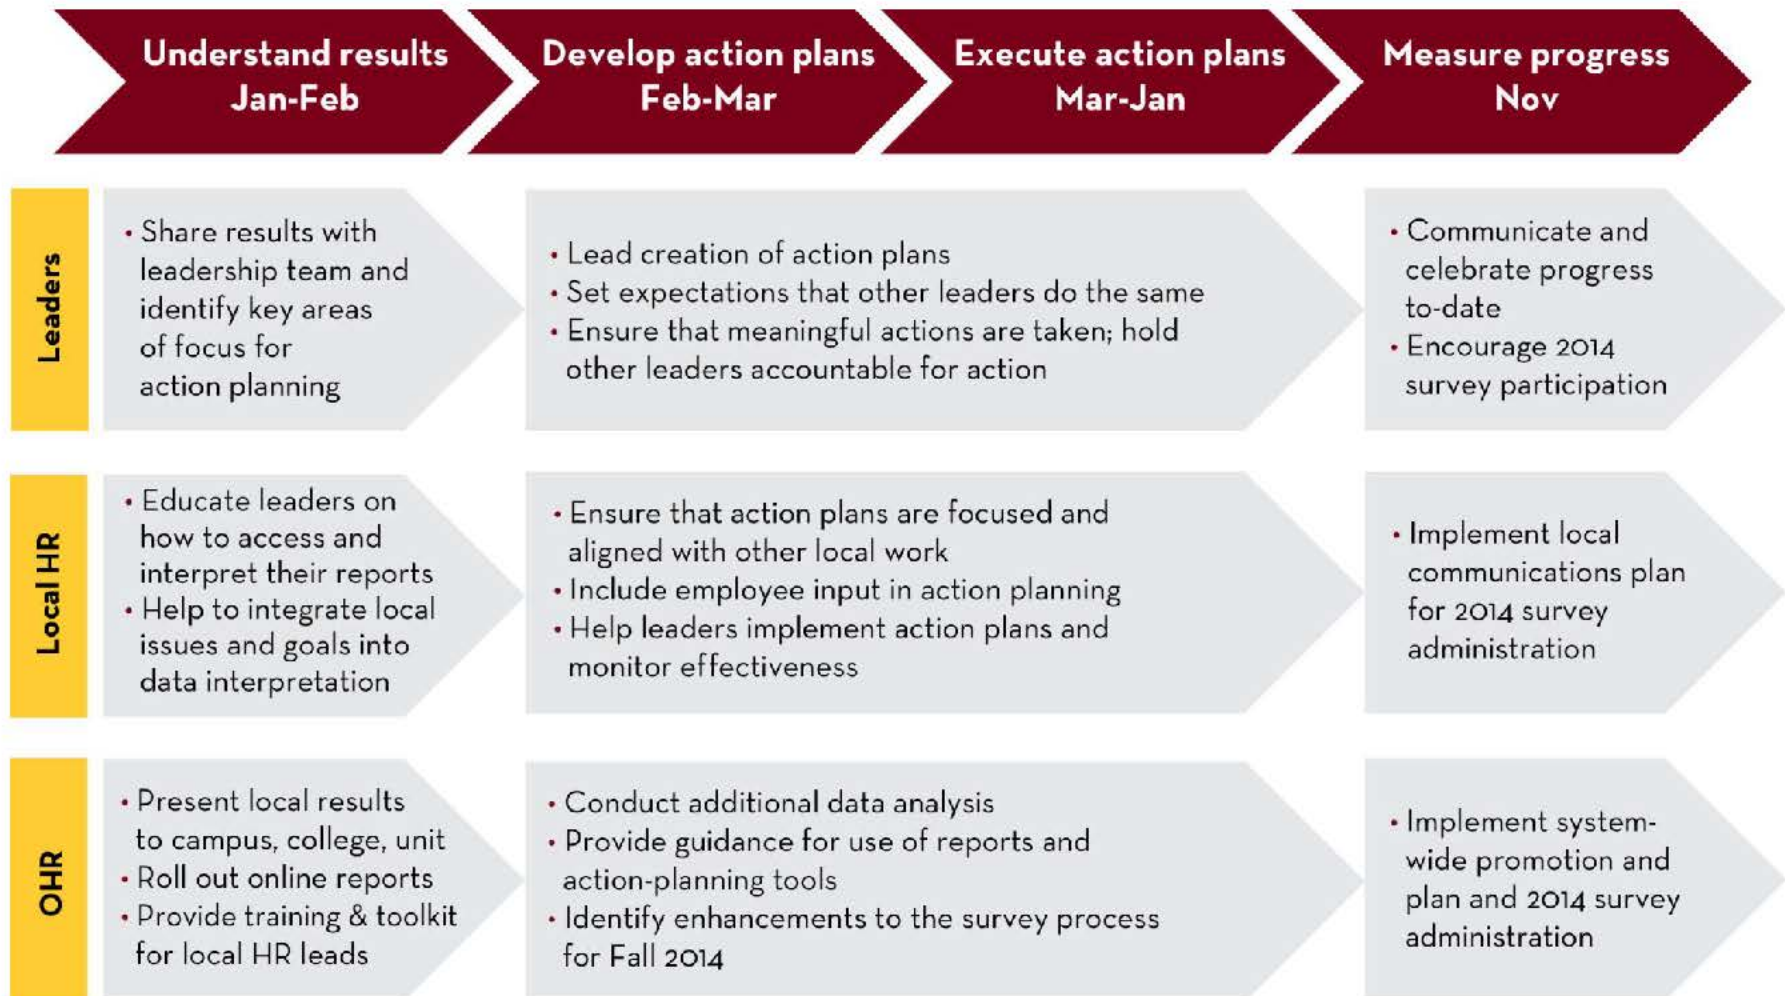 Understand results
Jan-Feb
Develop action plans
Feb-Mar
Execute action plans
Mar-Jan
Measure progress
Nov
Leaders
• Share results with
leadership team and
identify key areas
of focus for
action planning
• Lead creation of action plans
• Set expectations that other leaders do the same
• Ensure that meaningful actions are taken; hold
other leaders accountable for action
• Communicate and
celebrate progress
to-date
• Encourage 2014
survey participation
Local HR
• Educate leaders on
how to access and
interpret their reports
• Help to integrate local
issues and goals into
data interpretation
• Ensure that action plans are focused and
aligned with other local work
• Include employee input in action planning
• Help leaders implement action plans and
monitor effectiveness
• Implement local
communications plan
for 2014 survey
administration
OHR
• Present local results
to campus, college, unit
• Roll out online reports
• Provide training & toolkit
for local HR leads
• Conduct additional data analysis
• Provide guidance for use of reports and
action-planning tools
• Identify enhancements to the survey process
for Fall 2014
• Implement system-
wide promotion and
plan and 2014 survey
administration